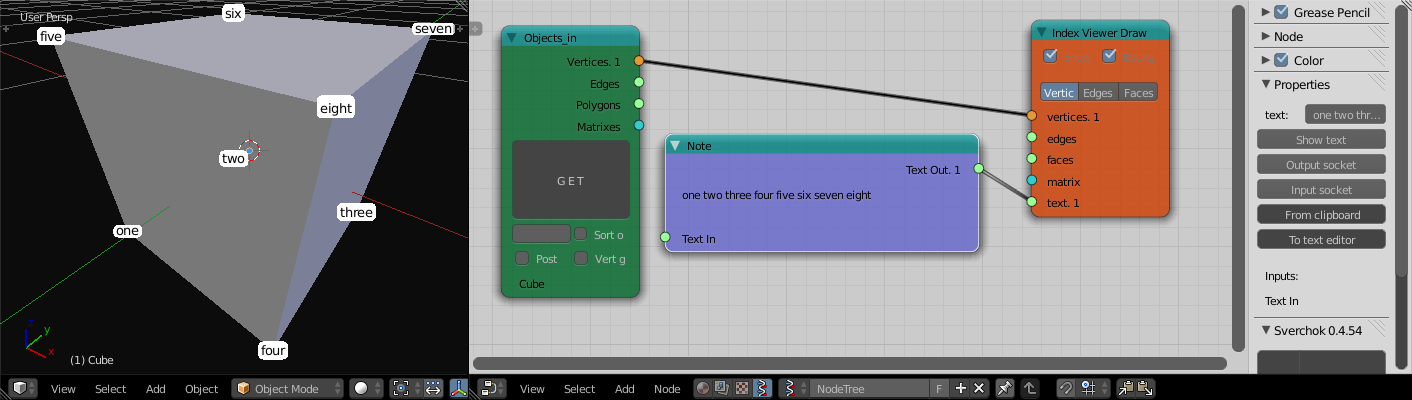 User Persp
six
five
seven
eight
two
three
one
four
(1) Cube
View
Select
Add
Object
Object Mode
Objects_in
Vertices. 1
Edges
Polygons
Matrixes
GET
Sort o
Post
Vert g
Cube
Note
Text Out. 1
one two three four five six seven eight
Text In
Index Viewer Draw
Vertic
Edges
Faces
vertices. 1
edges
faces
matrix
text. 1
View
Select
Add
Node
NodeTree
F
Grease Pencil
Node
Color
Properties
text:
one two thr...
Show text
Output socket
Input socket
From clipboard
To text editor
Inputs:
Text In
Sverchok 0.4.54